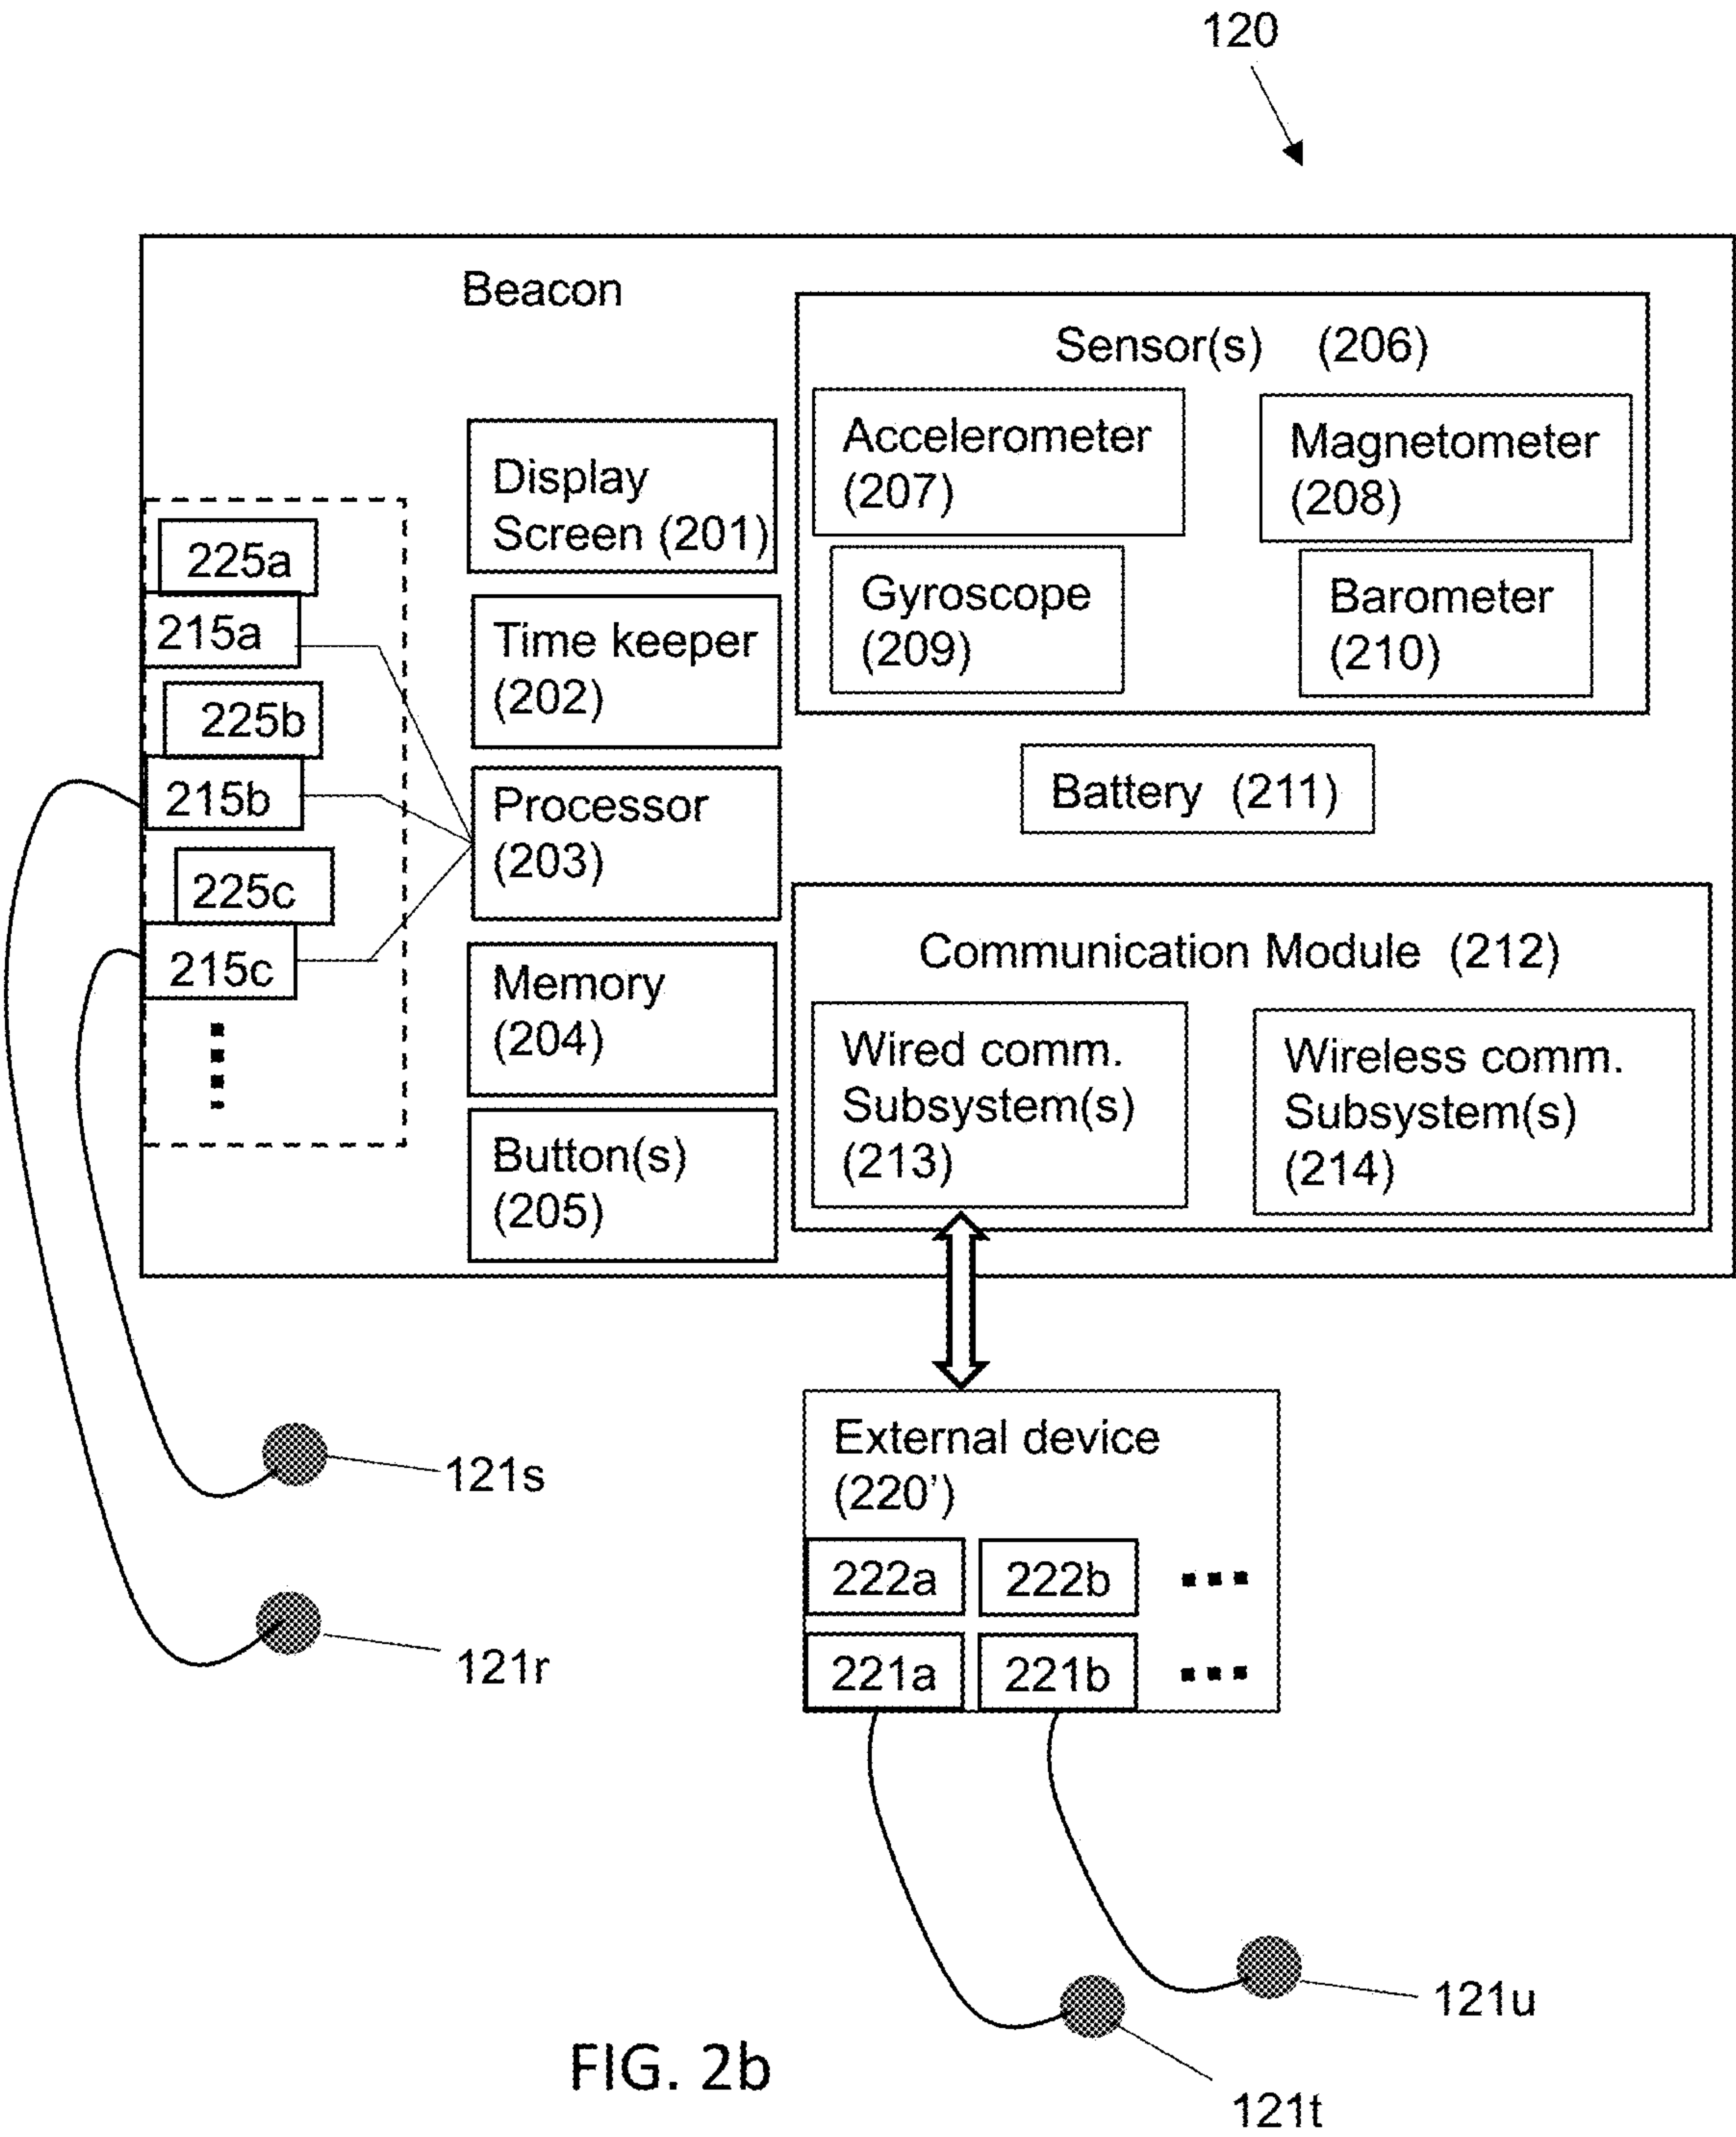 120
Beacon
Sensor(s) (206)
Accelerometer
(207)
Magnetometer
(208)
Gyroscope
(209)
Barometer
(210)
Display
Screen (201)
Time keeper
(202)
Processor
(203)
Memory
(204)
Button(s)
(205)
225a
215a
225b
215b
225c
215c
Battery (211)
Communication Module (212)
Wired comm.
Subsystem(s)
(213)
Wireless comm.
Subsystem(s)
(214)
External device
(220’)
222a
222b
221a
221b
121s
121r
121u
121t
FIG. 2b